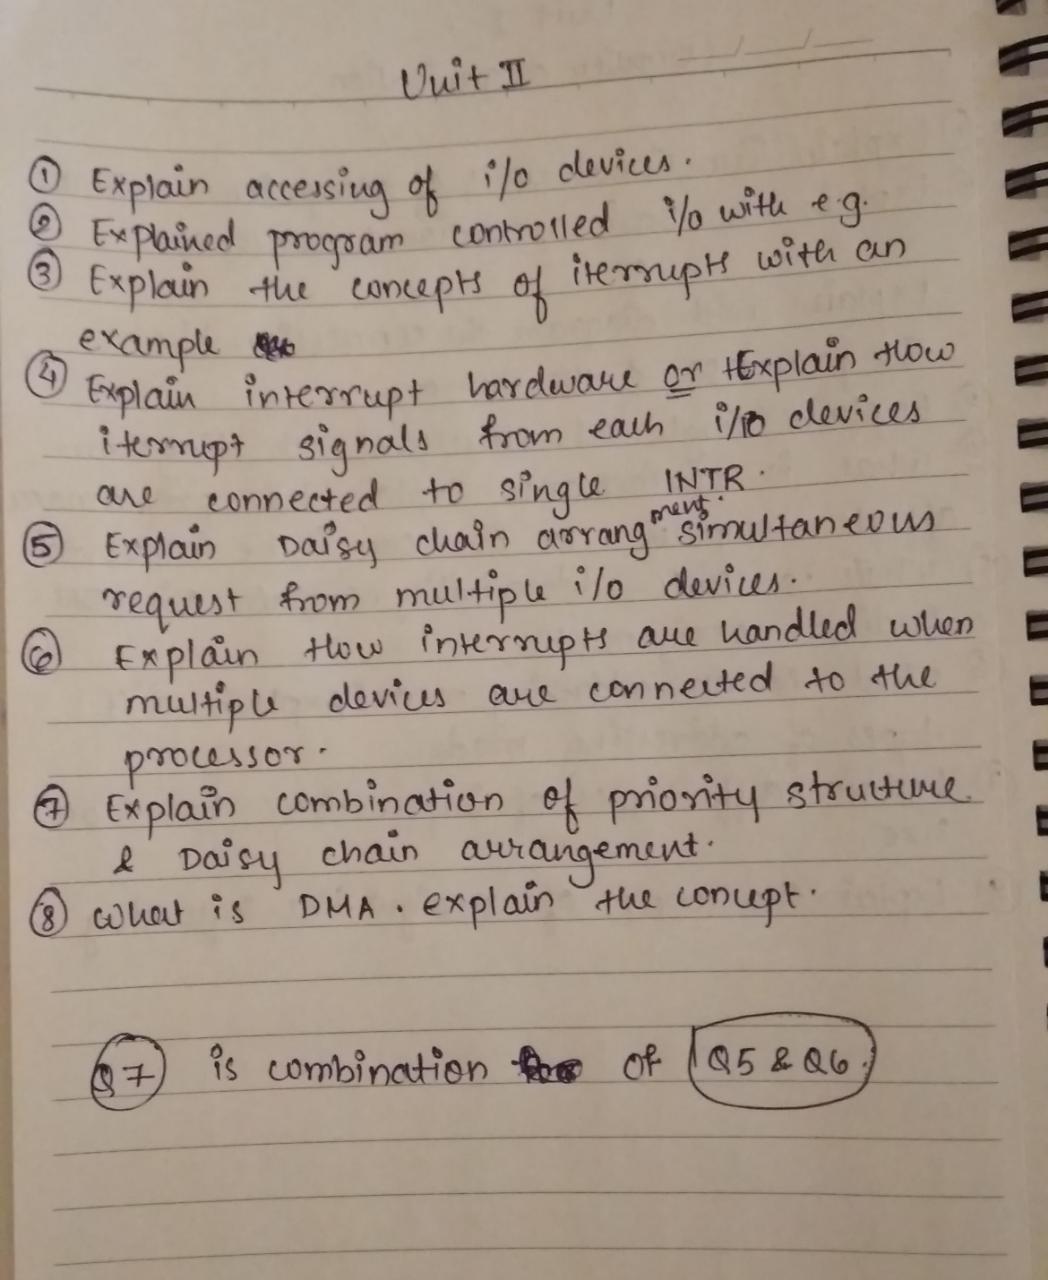 Unit II
① Explain accessing of i/o devices.
② Explained program controlled i/o with e.g.
③ Explain the concepts of iterrupts with an
example
④ Explain interrupt hardware or Explain How
iterrupt signals from each i/o devices
are connected to single INTR.
⑤ Explain Daisy chain arrangment simultaneous
request from multiple i/o devices.
⑥ Explain How interrupts are handled when
multiple devices are connected to the
processor.
⑦ Explain combination of priority structure
& Daisy chain arrangement.
⑧ What is DMA. explain the concept.
Q7 is combination of Q5 & Q6.